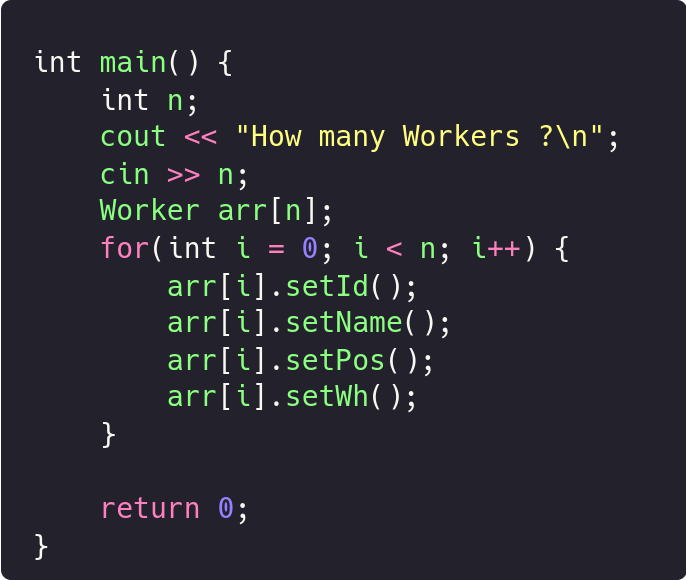 int main() {
    int n;
    cout << "How many Workers ?\n";
    cin >> n;
    Worker arr[n];
    for(int i = 0; i < n; i++) {
        arr[i].setId();
        arr[i].setName();
        arr[i].setPos();
        arr[i].setWh();
    }

    return 0;
}